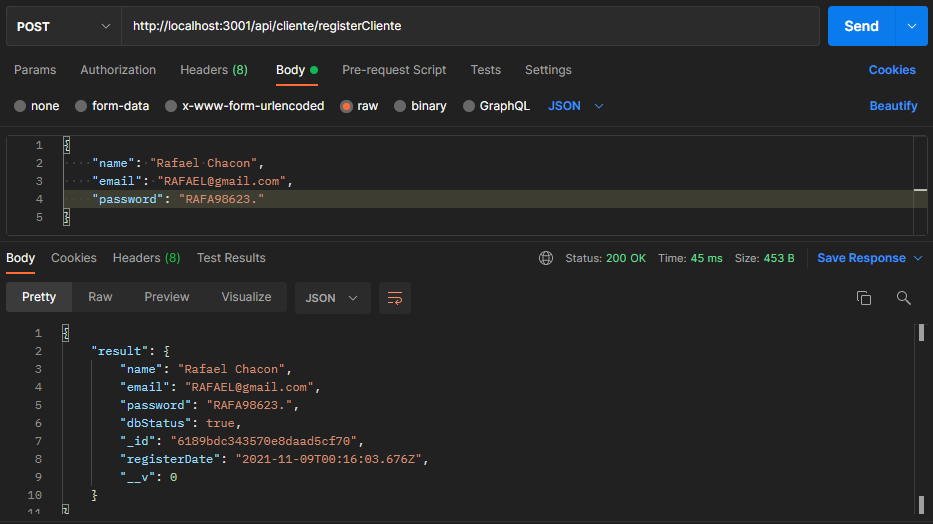 POST http://localhost:3001/api/cliente/registerCliente Send
Params Authorization Headers (8) Body Pre-request Script Tests Settings Cookies
none form-data x-www-form-urlencoded raw binary GraphQL JSON Beautify
1 {
2 "name": "Rafael Chacon",
3 "email": "RAFAEL@gmail.com",
4 "password": "RAFA98623."
5 }
Body Cookies Headers (8) Test Results Status: 200 OK Time: 45 ms Size: 453 B Save Response
Pretty Raw Preview Visualize JSON
1 {
2 "result": {
3 "name": "Rafael Chacon",
4 "email": "RAFAEL@gmail.com",
5 "password": "RAFA98623.",
6 "dbStatus": true,
7 "_id": "6189bdc343570e8daad5cf70",
8 "registerDate": "2021-11-09T00:16:03.676Z",
9 "__v": 0
10 }
11 }